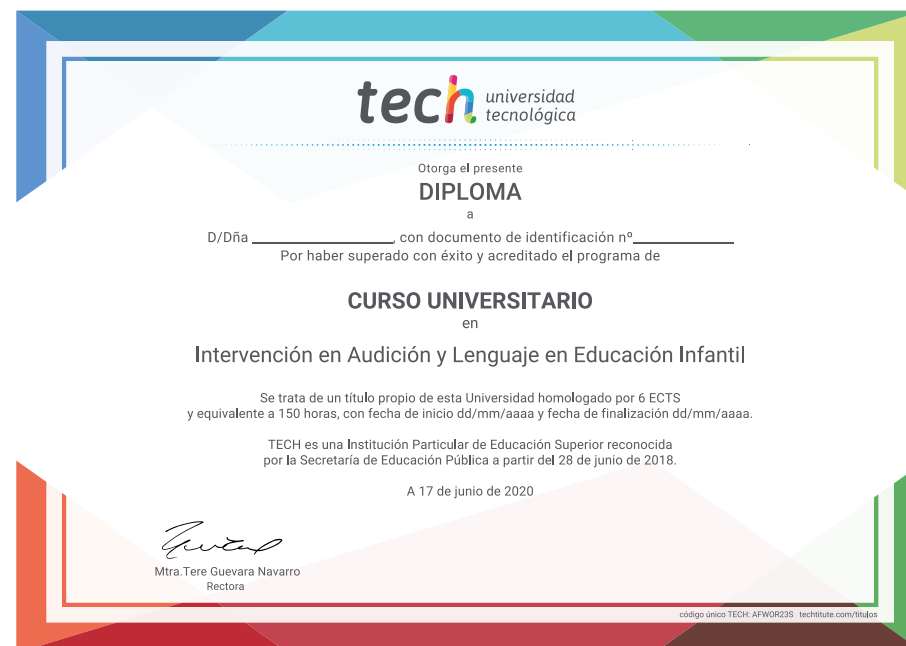 tech universidad
tecnológica
Otorga el presente
DIPLOMA
a
D/Dña ____________________, con documento de identificación nº______________
Por haber superado con éxito y acreditado el programa de
CURSO UNIVERSITARIO
en
Intervención en Audición y Lenguaje en Educación Infantil
Se trata de un título propio de esta Universidad homologado por 6 ECTS
y equivalente a 150 horas, con fecha de inicio dd/mm/aaaa y fecha de finalización dd/mm/aaaa.
TECH es una Institución Particular de Educación Superior reconocida
por la Secretaría de Educación Pública a partir del 28 de junio de 2018.
A 17 de junio de 2020
Mtra.Tere Guevara Navarro
Rectora
código único TECH: AFWOR23S techtitute.com/titulos